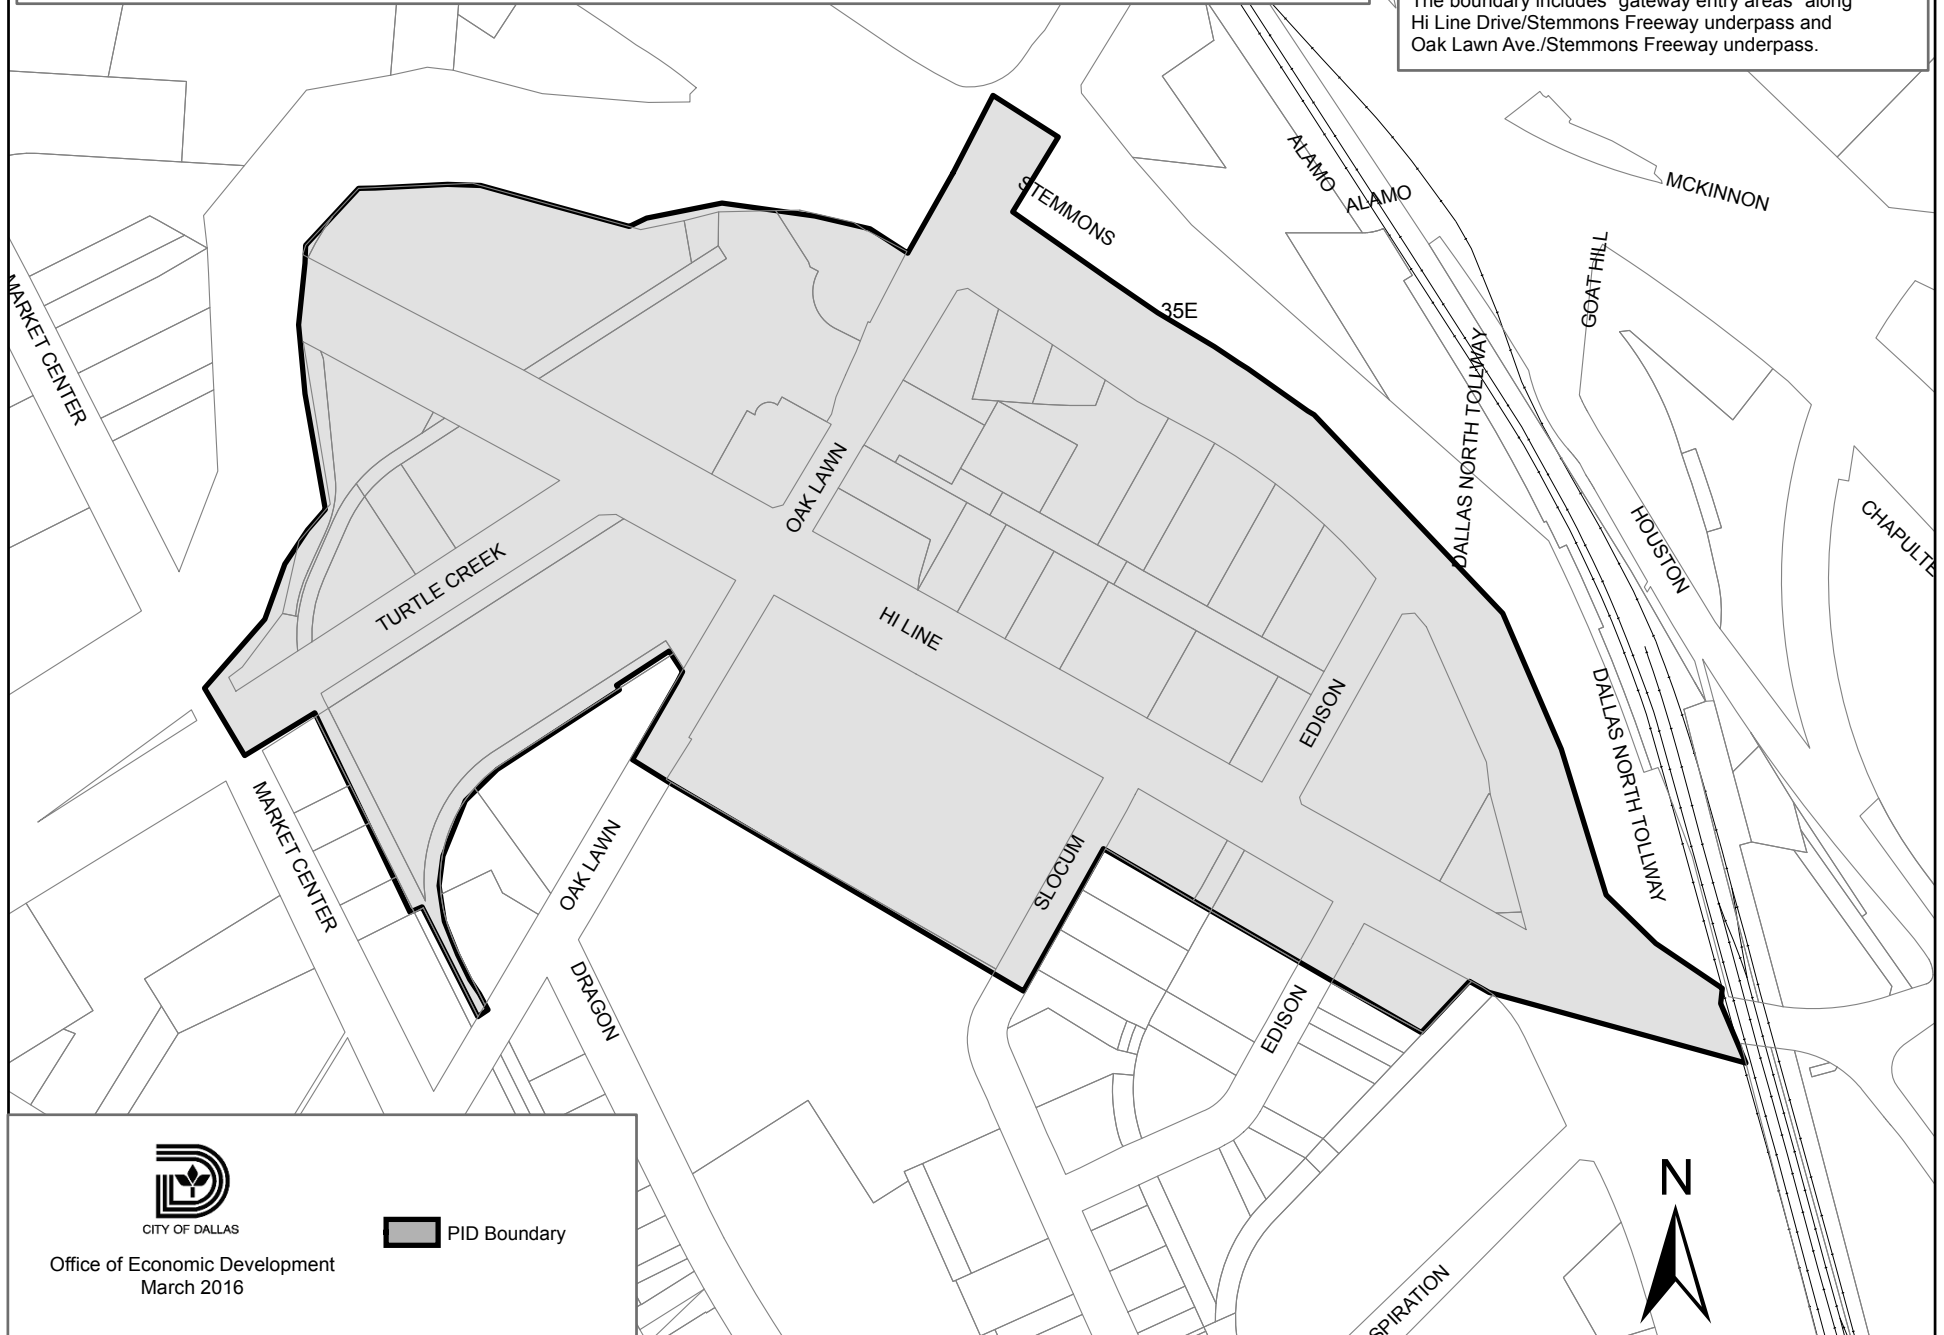 The boundary includes "gateway entry areas" along
Hi Line Drive/Stemmons Freeway underpass and
Oak Lawn Ave./Stemmons Freeway underpass.
ALAMO
ALAMO
MCKINNON
STEMMONS
GOAT HILL
MARKET CENTER
35E
DALLAS NORTH TOLLWAY
OAK LAWN
HOUSTON
CHAPULTE
TURTLE CREEK
HI LINE
EDISON
DALLAS NORTH TOLLWAY
MARKET CENTER
OAK LAWN
SLOCUM
DRAGON
EDISON
SPIRATION
N
CITY OF DALLAS
PID Boundary
Office of Economic Development
March 2016